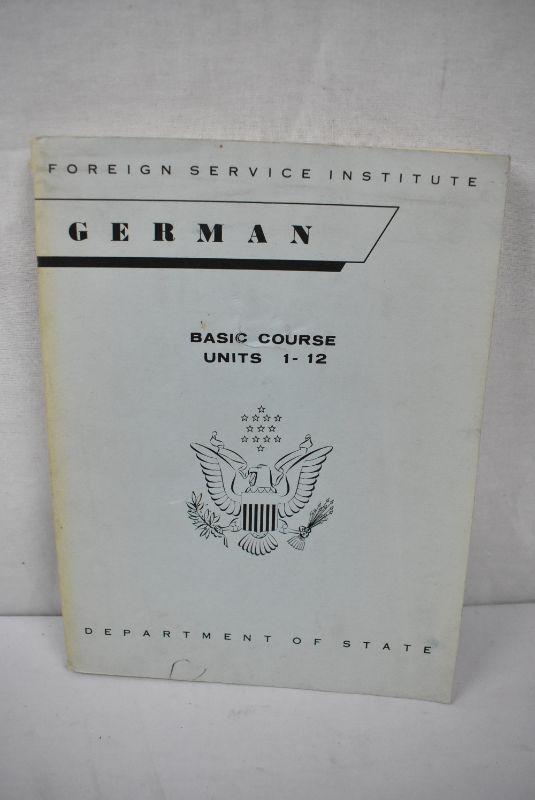 FOREIGN SERVICE INSTITUTE
GERMAN
BASIC COURSE
UNITS 1-12
DEPARTMENT OF STATE